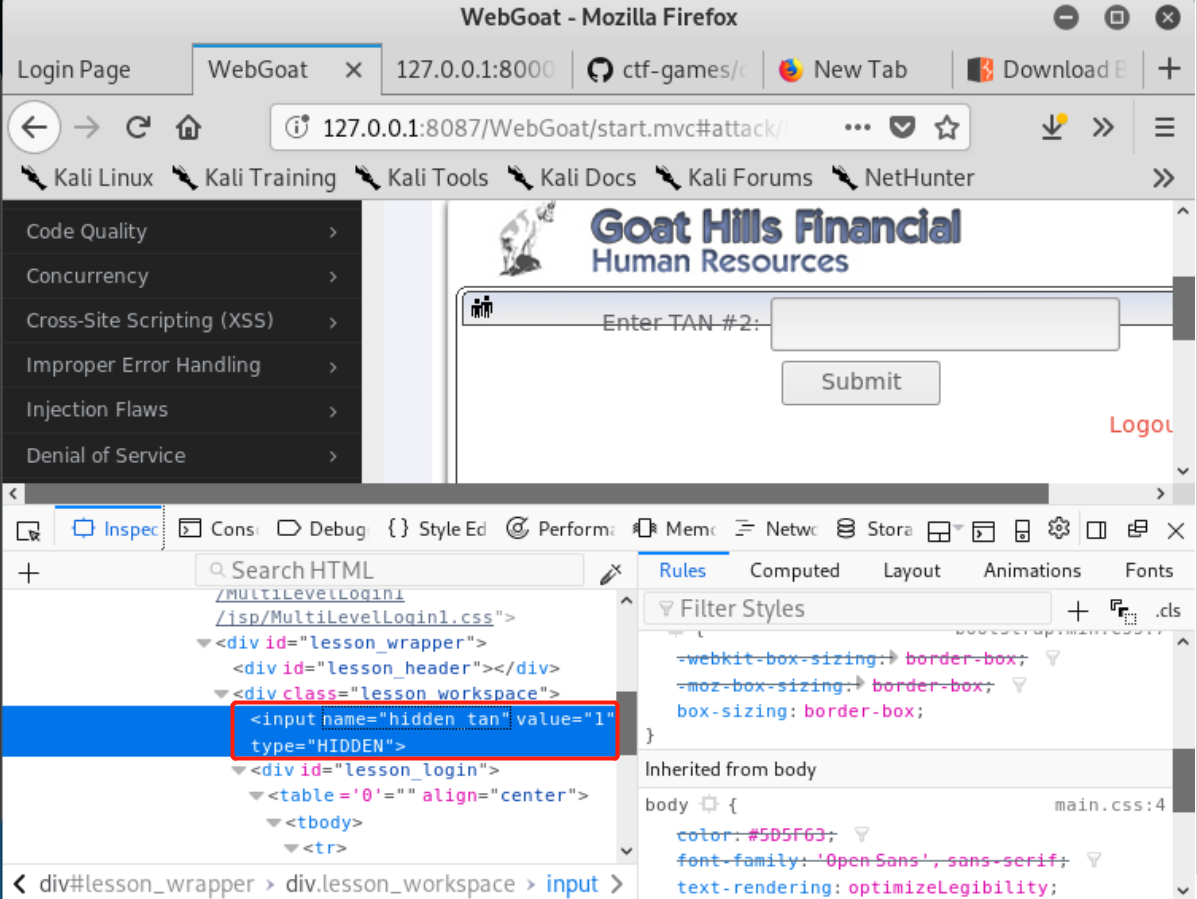 WebGoat - Mozilla Firefox
Login Page
WebGoat
127.0.0.1:8000
ctf-games/
New Tab
Download
127.0.0.1:8087/WebGoat/start.mvc#attack/
Kali Linux Kali Training Kali Tools Kali Docs Kali Forums NetHunter
Code Quality
Concurrency
Cross-Site Scripting (XSS)
Improper Error Handling
Injection Flaws
Denial of Service
Goat Hills Financial
Human Resources
Enter TAN #2:
Submit
Logou
Inspec Cons Debug {} Style Ed Performa Memo Netwo Stora
Search HTML
/MultiLevelLogin1
/jsp/MultiLevelLogin1.css">
<div id="lesson_wrapper">
<div id="lesson_header"></div>
<div class="lesson_workspace">
<input name="hidden_tan" value="1"
type="HIDDEN">
<div id="lesson_login">
<table ='0'="" align="center">
<tbody>
<tr>
div#lesson_wrapper > div.lesson_workspace > input
Rules Computed Layout Animations Fonts
Filter Styles
.cls
{ bootstrap.min.css:7
-webkit-box-sizing: border-box;
-moz-box-sizing: border-box;
box-sizing: border-box;
}
Inherited from body
body { main.css:4
color: #5D5F63;
font-family: 'Open Sans', sans-serif;
text-rendering: optimizeLegibility;